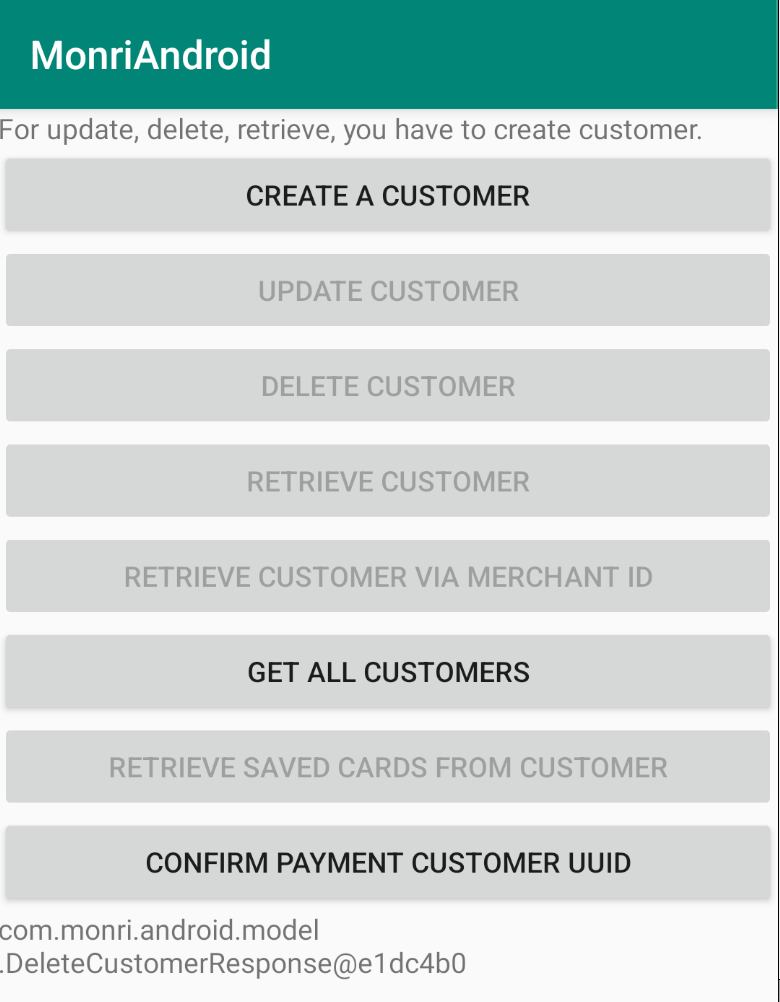 MonriAndroid
For update, delete, retrieve, you have to create customer.
CREATE A CUSTOMER
UPDATE CUSTOMER
DELETE CUSTOMER
RETRIEVE CUSTOMER
RETRIEVE CUSTOMER VIA MERCHANT ID
GET ALL CUSTOMERS
RETRIEVE SAVED CARDS FROM CUSTOMER
CONFIRM PAYMENT CUSTOMER UUID
com.monri.android.model
.DeleteCustomerResponse@e1dc4b0